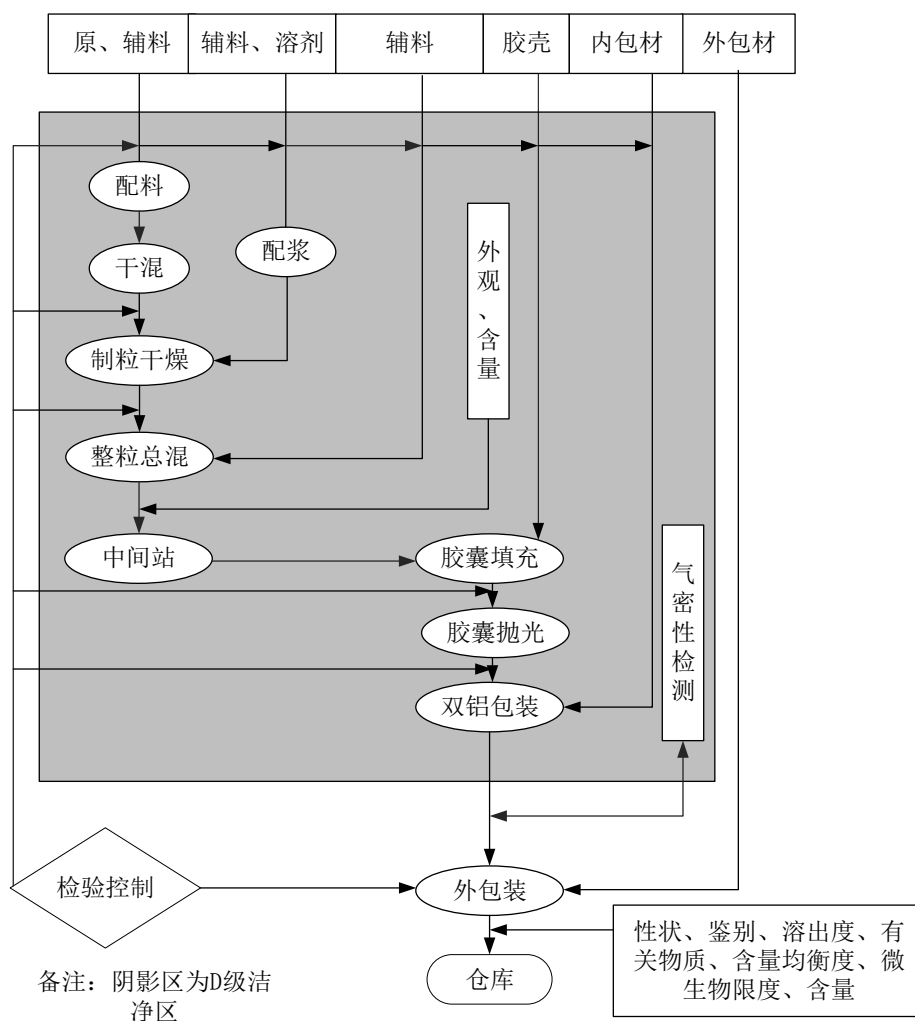 原、辅料
辅料、溶剂
辅料
胶壳
内包材
外包材
配料
干混
配浆
外观、含量
制粒干燥
整粒总混
中间站
胶囊填充
气密性检测
胶囊抛光
双铝包装
检验控制
外包装
性状、鉴别、溶出度、有
关物质、含量均衡度、微
生物限度、含量
仓库
备注：阴影区为D级洁
净区